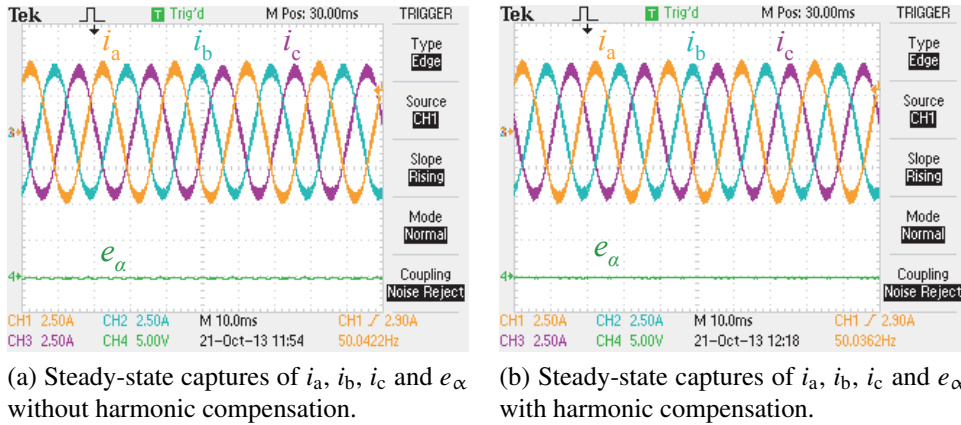 Tek T Trig'd M Pos: 30.00ms TRIGGER
i_a i_b i_c
Type
Edge
Source
CH1
3
Slope
Rising
Mode
Normal
e_α
4
Coupling
Noise Reject
CH1 2.50A CH2 2.50A M 10.0ms CH1 2.90A
CH3 2.50A CH4 5.00V 21-Oct-13 11:54 50.0422Hz
(a) Steady-state captures of i_a, i_b, i_c and e_α
without harmonic compensation.
Tek T Trig'd M Pos: 30.00ms TRIGGER
i_a i_b i_c
Type
Edge
Source
CH1
3
Slope
Rising
Mode
Normal
e_α
4
Coupling
Noise Reject
CH1 2.50A CH2 2.50A M 10.0ms CH1 2.90A
CH3 2.50A CH4 5.00V 21-Oct-13 12:18 50.0362Hz
(b) Steady-state captures of i_a, i_b, i_c and e_α
with harmonic compensation.